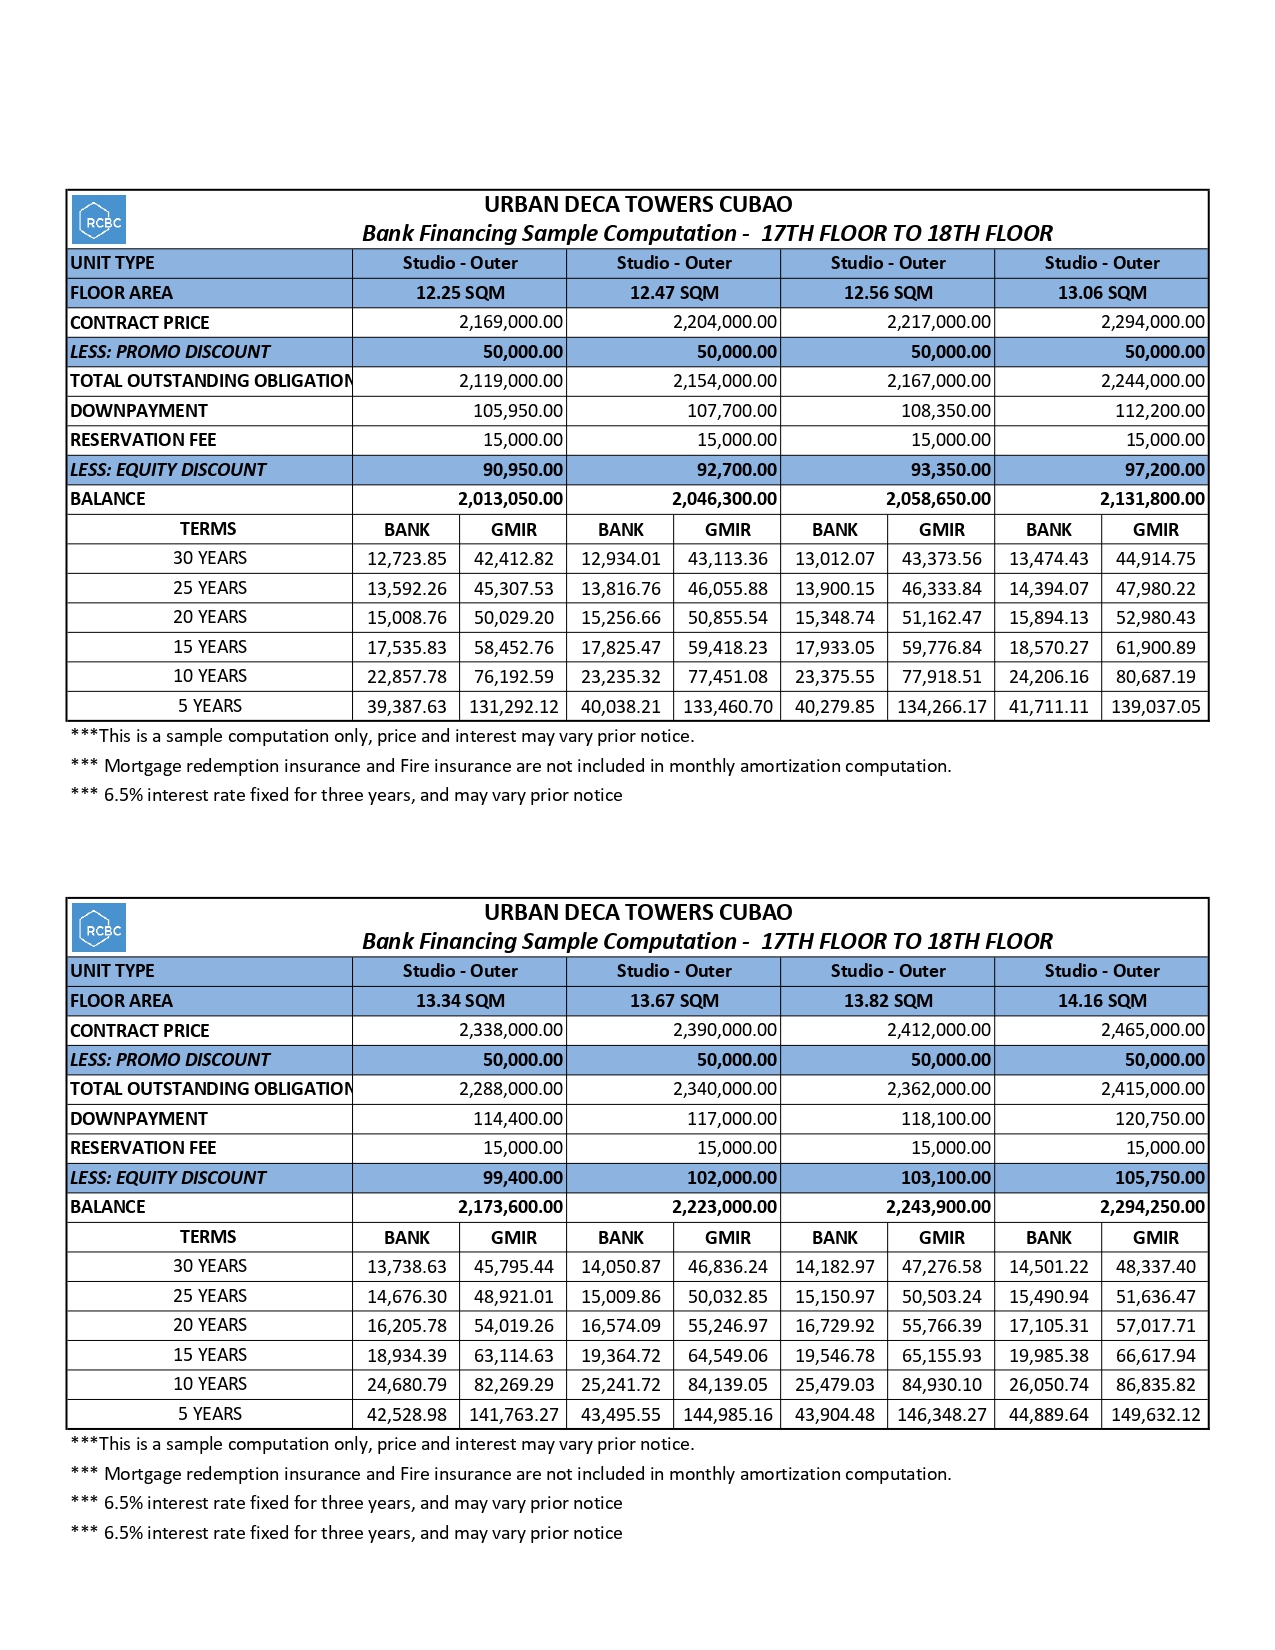 RCBC
URBAN DECA TOWERS CUBAO
Bank Financing Sample Computation - 17TH FLOOR TO 18TH FLOOR
UNIT TYPE Studio - Outer Studio - Outer Studio - Outer Studio - Outer
FLOOR AREA 12.25 SQM 12.47 SQM 12.56 SQM 13.06 SQM
CONTRACT PRICE 2,169,000.00 2,204,000.00 2,217,000.00 2,294,000.00
LESS: PROMO DISCOUNT 50,000.00 50,000.00 50,000.00 50,000.00
TOTAL OUTSTANDING OBLIGATION 2,119,000.00 2,154,000.00 2,167,000.00 2,244,000.00
DOWNPAYMENT 105,950.00 107,700.00 108,350.00 112,200.00
RESERVATION FEE 15,000.00 15,000.00 15,000.00 15,000.00
LESS: EQUITY DISCOUNT 90,950.00 92,700.00 93,350.00 97,200.00
BALANCE 2,013,050.00 2,046,300.00 2,058,650.00 2,131,800.00
TERMS BANK GMIR BANK GMIR BANK GMIR BANK GMIR
30 YEARS 12,723.85 42,412.82 12,934.01 43,113.36 13,012.07 43,373.56 13,474.43 44,914.75
25 YEARS 13,592.26 45,307.53 13,816.76 46,055.88 13,900.15 46,333.84 14,394.07 47,980.22
20 YEARS 15,008.76 50,029.20 15,256.66 50,855.54 15,348.74 51,162.47 15,894.13 52,980.43
15 YEARS 17,535.83 58,452.76 17,825.47 59,418.23 17,933.05 59,776.84 18,570.27 61,900.89
10 YEARS 22,857.78 76,192.59 23,235.32 77,451.08 23,375.55 77,918.51 24,206.16 80,687.19
5 YEARS 39,387.63 131,292.12 40,038.21 133,460.70 40,279.85 134,266.17 41,711.11 139,037.05
***This is a sample computation only, price and interest may vary prior notice.
*** Mortgage redemption insurance and Fire insurance are not included in monthly amortization computation.
*** 6.5% interest rate fixed for three years, and may vary prior notice
RCBC
URBAN DECA TOWERS CUBAO
Bank Financing Sample Computation - 17TH FLOOR TO 18TH FLOOR
UNIT TYPE Studio - Outer Studio - Outer Studio - Outer Studio - Outer
FLOOR AREA 13.34 SQM 13.67 SQM 13.82 SQM 14.16 SQM
CONTRACT PRICE 2,338,000.00 2,390,000.00 2,412,000.00 2,465,000.00
LESS: PROMO DISCOUNT 50,000.00 50,000.00 50,000.00 50,000.00
TOTAL OUTSTANDING OBLIGATION 2,288,000.00 2,340,000.00 2,362,000.00 2,415,000.00
DOWNPAYMENT 114,400.00 117,000.00 118,100.00 120,750.00
RESERVATION FEE 15,000.00 15,000.00 15,000.00 15,000.00
LESS: EQUITY DISCOUNT 99,400.00 102,000.00 103,100.00 105,750.00
BALANCE 2,173,600.00 2,223,000.00 2,243,900.00 2,294,250.00
TERMS BANK GMIR BANK GMIR BANK GMIR BANK GMIR
30 YEARS 13,738.63 45,795.44 14,050.87 46,836.24 14,182.97 47,276.58 14,501.22 48,337.40
25 YEARS 14,676.30 48,921.01 15,009.86 50,032.85 15,150.97 50,503.24 15,490.94 51,636.47
20 YEARS 16,205.78 54,019.26 16,574.09 55,246.97 16,729.92 55,766.39 17,105.31 57,017.71
15 YEARS 18,934.39 63,114.63 19,364.72 64,549.06 19,546.78 65,155.93 19,985.38 66,617.94
10 YEARS 24,680.79 82,269.29 25,241.72 84,139.05 25,479.03 84,930.10 26,050.74 86,835.82
5 YEARS 42,528.98 141,763.27 43,495.55 144,985.16 43,904.48 146,348.27 44,889.64 149,632.12
***This is a sample computation only, price and interest may vary prior notice.
*** Mortgage redemption insurance and Fire insurance are not included in monthly amortization computation.
*** 6.5% interest rate fixed for three years, and may vary prior notice
*** 6.5% interest rate fixed for three years, and may vary prior notice